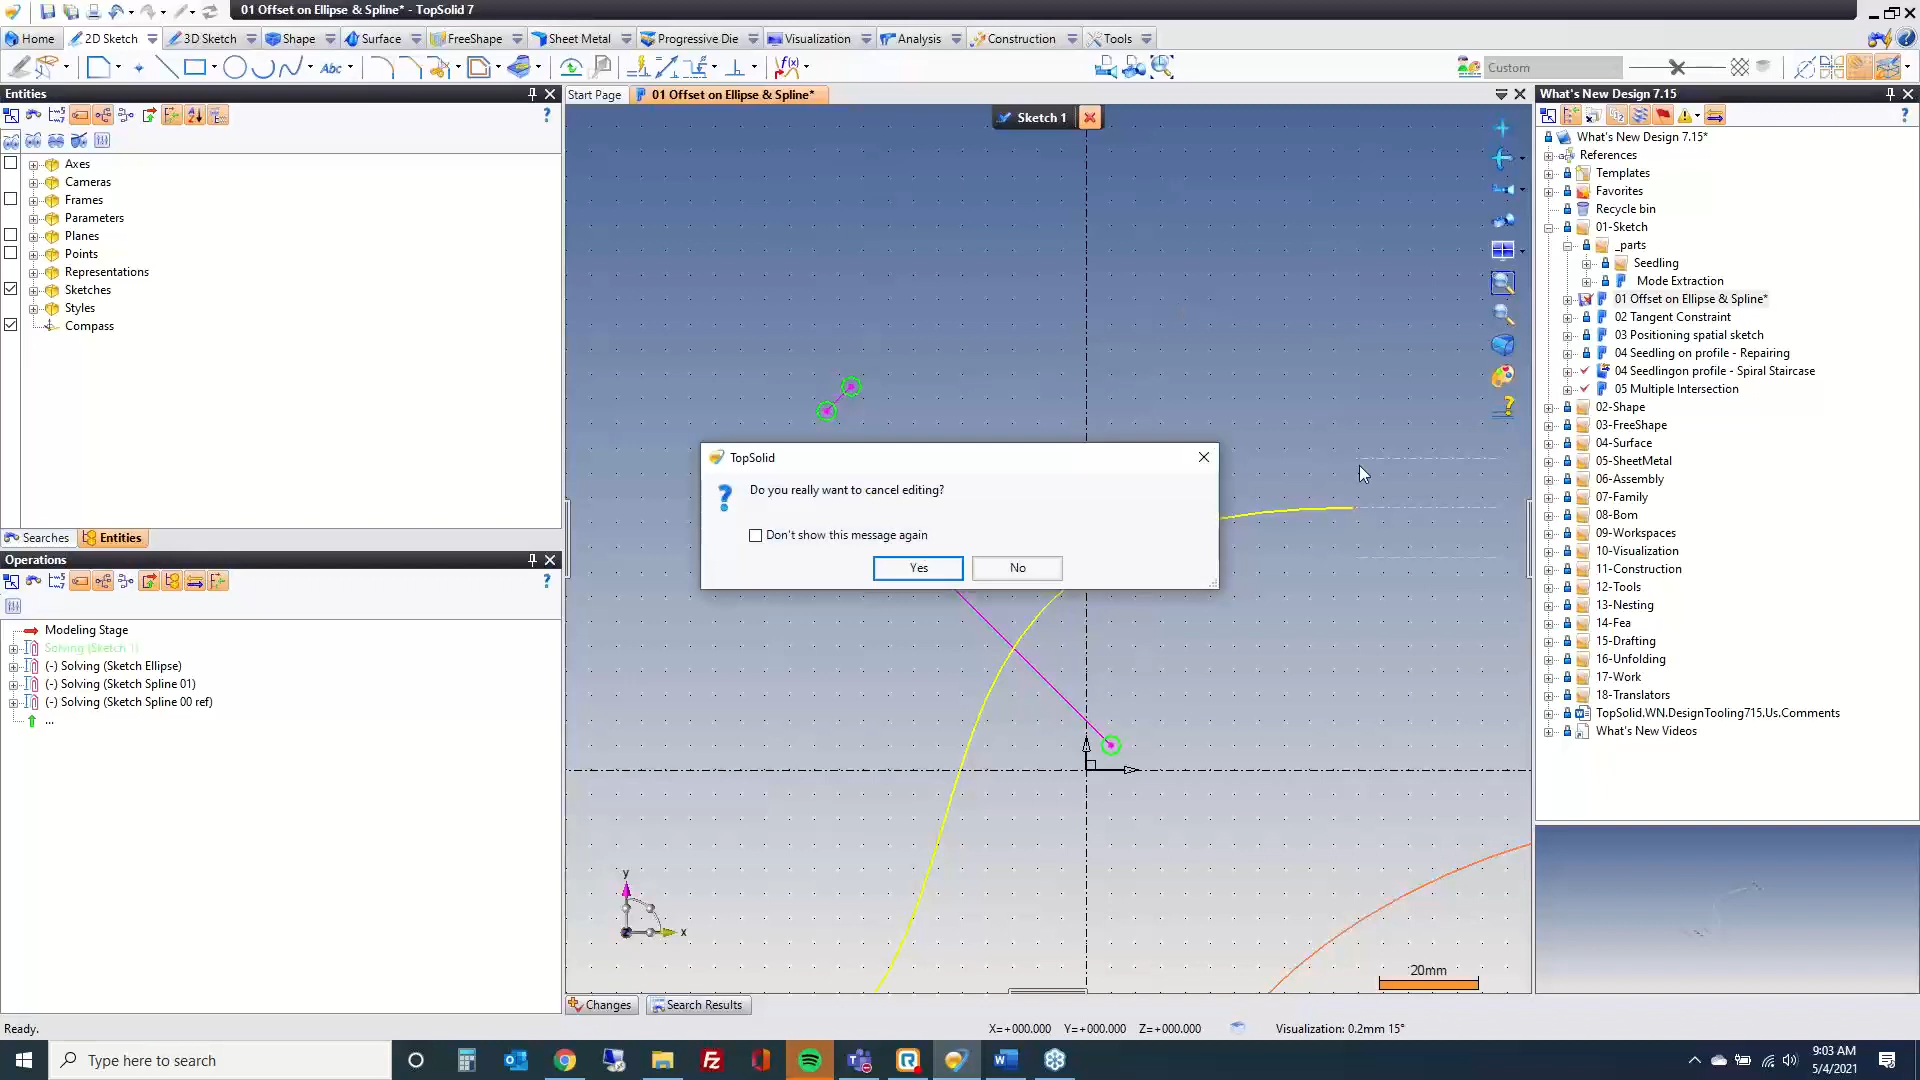 01 Offset on Ellipse & Spline* - TopSolid 7
Home
2D Sketch
3D Sketch
Shape
Surface
FreeShape
Sheet Metal
Progressive Die
Visualization
Analysis
Construction
Tools
Abc
Custom
Entities
Start Page
01 Offset on Ellipse & Spline*
What's New Design 7.15
Sketch 1
Axes
Cameras
Frames
Parameters
Planes
Points
Representations
Sketches
Styles
Compass
Searches
Entities
Operations
Modeling Stage
Solving (Sketch 1)
(-) Solving (Sketch Ellipse)
(-) Solving (Sketch Spline 01)
(-) Solving (Sketch Spline 00 ref)
...
TopSolid
Do you really want to cancel editing?
Don't show this message again
Yes
No
y
x
20mm
What's New Design 7.15*
References
Templates
Favorites
Recycle bin
01-Sketch
_parts
Seedling
Mode Extraction
01 Offset on Ellipse & Spline*
02 Tangent Constraint
03 Positioning spatial sketch
04 Seedling on profile - Repairing
04 Seedlingon profile - Spiral Staircase
05 Multiple Intersection
02-Shape
03-FreeShape
04-Surface
05-SheetMetal
06-Assembly
07-Family
08-Bom
09-Workspaces
10-Visualization
11-Construction
12-Tools
13-Nesting
14-Fea
15-Drafting
16-Unfolding
17-Work
18-Translators
TopSolid.WN.DesignTooling715.Us.Comments
What's New Videos
Changes
Search Results
Ready.
X=+000.000 Y=+000.000 Z=+000.000
Visualization: 0.2mm 15°
Type here to search
9:03 AM
5/4/2021